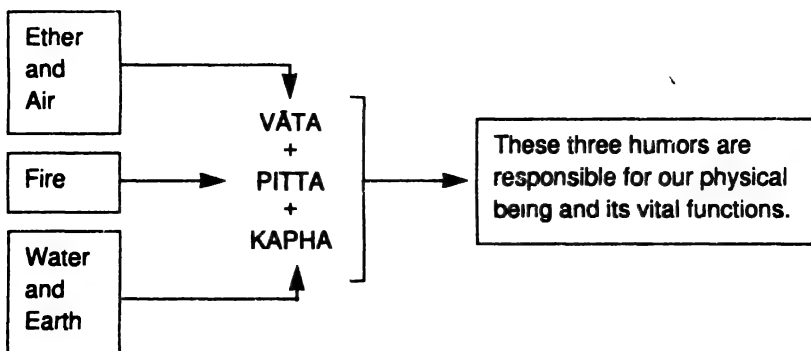 Ether
and
Air
Fire
Water
and
Earth
VĀTA
+
PITTA
+
KAPHA
These three humors are
responsible for our physical
being and its vital functions.